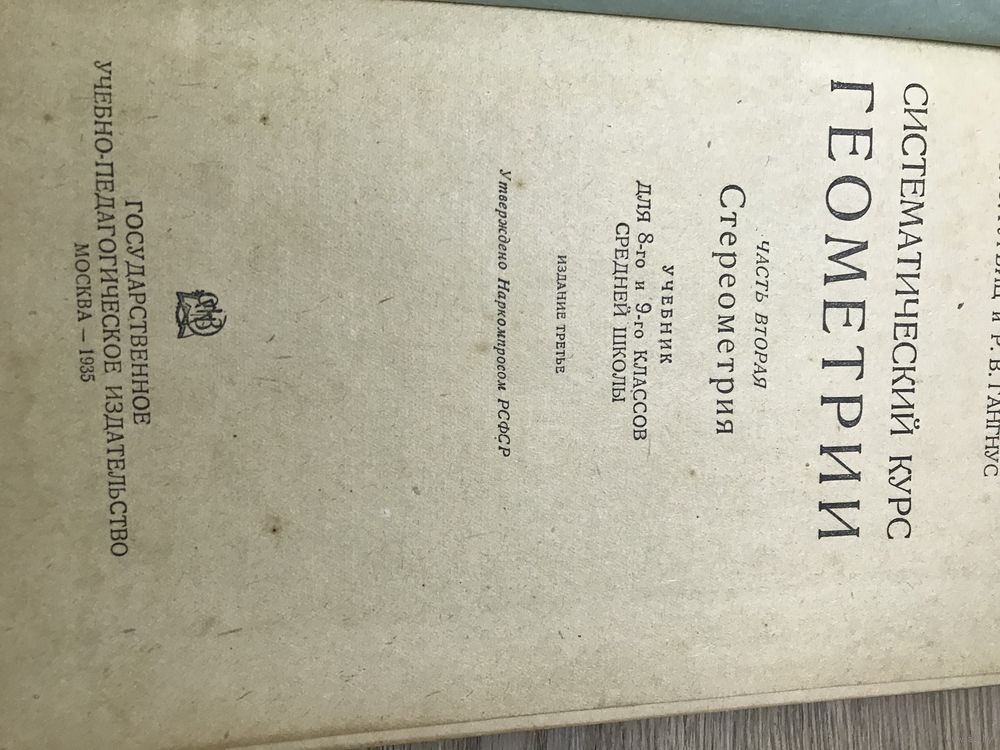 и Р. В. ГАНГНУС
СИСТЕМАТИЧЕСКИЙ КУРС
ГЕОМЕТРИИ
ЧАСТЬ ВТОРАЯ
Стереометрия
УЧЕБНИК
ДЛЯ 8-го и 9-го КЛАССОВ
СРЕДНЕЙ ШКОЛЫ
ИЗДАНИЕ ТРЕТЬЕ
Утверждено Наркомпросом РСФСР
ГОСУДАРСТВЕННОЕ
УЧЕБНО-ПЕДАГОГИЧЕСКОЕ ИЗДАТЕЛЬСТВО
МОСКВА — 1935